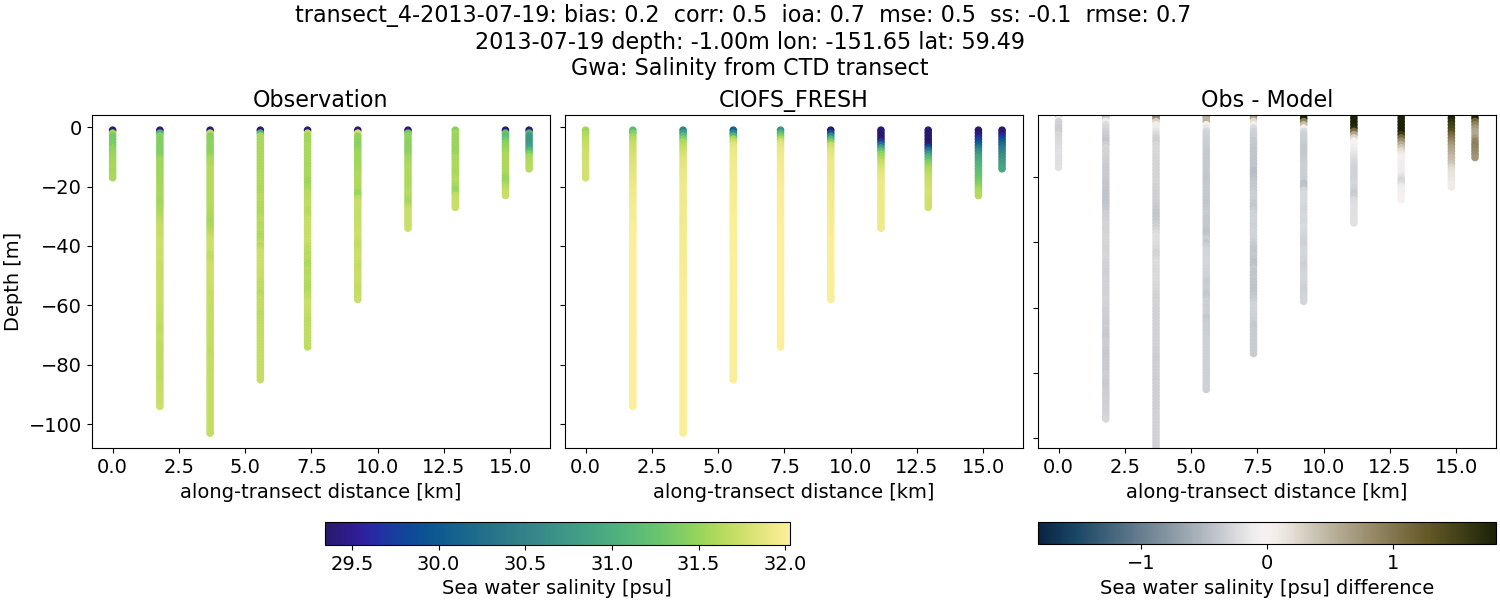 transect_4-2013-07-19: bias: 0.2  corr: 0.5  ioa: 0.7  mse: 0.5  ss: -0.1  rmse: 0.7
2013-07-19 depth: -1.00m lon: -151.65 lat: 59.49
Gwa: Salinity from CTD transect
Observation
CIOFS_FRESH
Obs - Model
Depth [m]
0
−20
−40
−60
−80
−100
0.0 2.5 5.0 7.5 10.0 12.5 15.0
0.0 2.5 5.0 7.5 10.0 12.5 15.0
0.0 2.5 5.0 7.5 10.0 12.5 15.0
along-transect distance [km]
along-transect distance [km]
along-transect distance [km]
29.5 30.0 30.5 31.0 31.5 32.0
Sea water salinity [psu]
−1 0 1
Sea water salinity [psu] difference